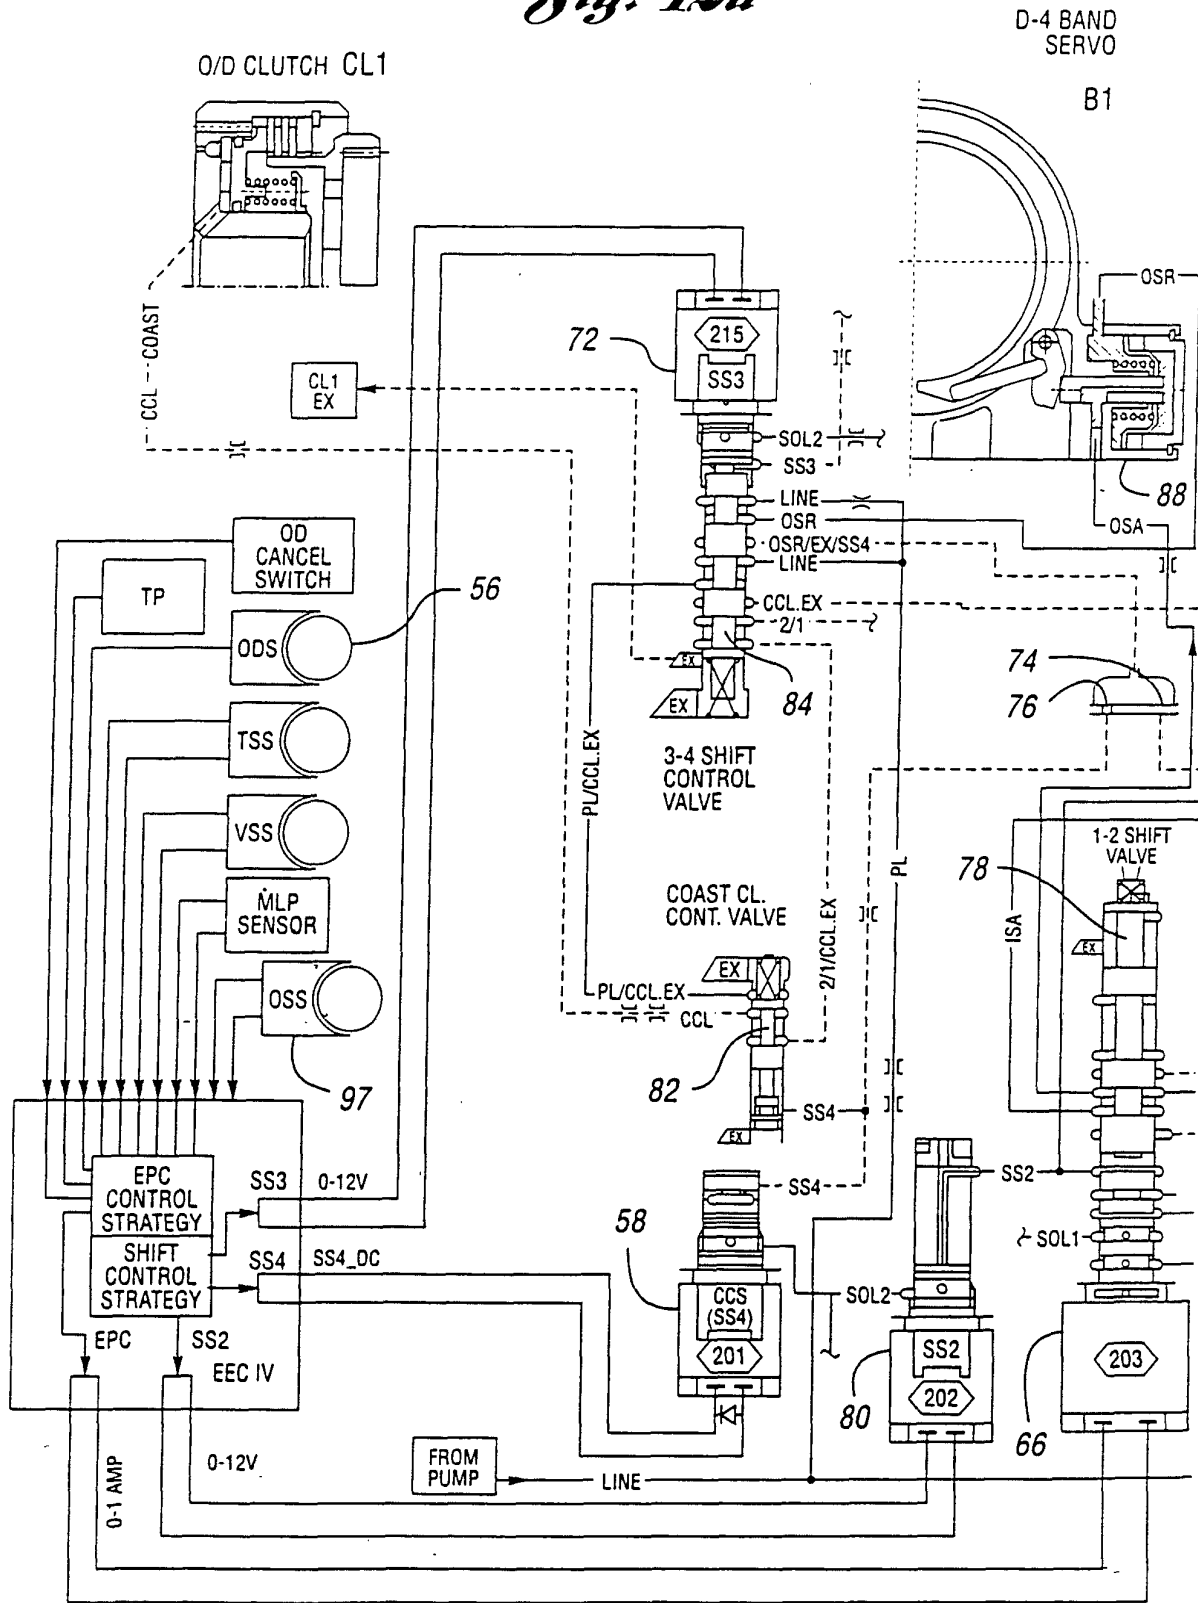 Fig. 15a
D-4 BAND
SERVO
B1
O/D CLUTCH CL1
OSR
CCL - COAST
CL1
EX
72
215
SS3
SOL2
SS3
LINE
OSR
OSR/EX/SS4
LINE
CCL.EX
2/1
EX
EX
84
88
OSA
OD
CANCEL
SWITCH
TP
ODS
56
TSS
VSS
MLP
SENSOR
OSS
97
3-4 SHIFT
CONTROL
VALVE
PL/CCL.EX
74
76
PL
COAST CL.
CONT. VALVE
EX
PL/CCL.EX
CCL
2/1/CCL.EX
82
SS4
EX
1-2 SHIFT
VALVE
78
EX
ISA
SS2
SOL1
EPC
CONTROL
STRATEGY
SHIFT
CONTROL
STRATEGY
SS3
0-12V
SS4
SS4_DC
EPC
SS2
EEC IV
58
SS4
CCS
(SS4)
201
SOL2
SS2
202
80
203
66
0-1 AMP
0-12V
FROM
PUMP
LINE